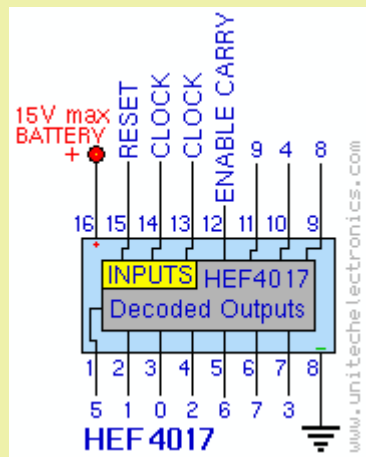 15V max
BATTERY
+
RESET
CLOCK
CLOCK
ENABLE CARRY
9
4
8
16 15 14 13 12 11 10 9
INPUTS HEF4017
Decoded Outputs
1 2 3 4 5 6 7 8
5 1 0 2 6 7 3
HEF4017
www.unitechelectronics.com